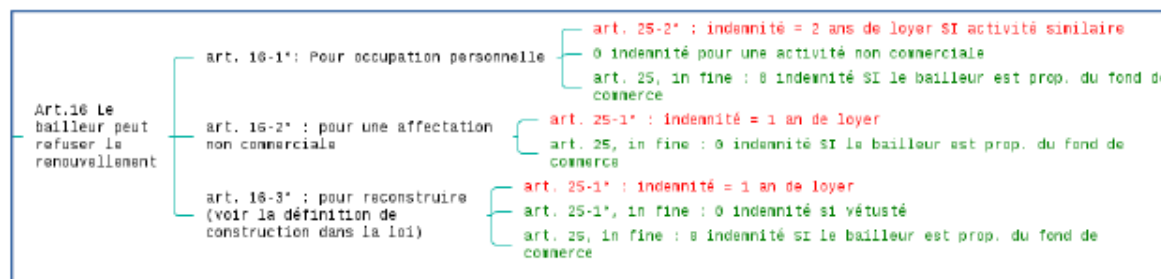 Art.16 Le
bailleur peut
refuser le
renouvellement
art. 16-1°: Pour occupation personnelle
art. 25-2° : indemnité = 2 ans de loyer SI activité similaire
0 indemnité pour une activité non commerciale
art. 25, in fine : 0 indemnité SI le bailleur est prop. du fond de
commerce
art. 16-2° : pour une affectation
non commerciale
art. 25-1° : indemnité = 1 an de loyer
art. 25, in fine : 0 indemnité SI le bailleur est prop. du fond de
commerce
art. 16-3° : pour reconstruire
(voir la définition de
construction dans la loi)
art. 25-1° : indemnité = 1 an de loyer
art. 25-1°, in fine : 0 indemnité si vétusté
art. 25, in fine : 0 indemnité SI le bailleur est prop. du fond de
commerce